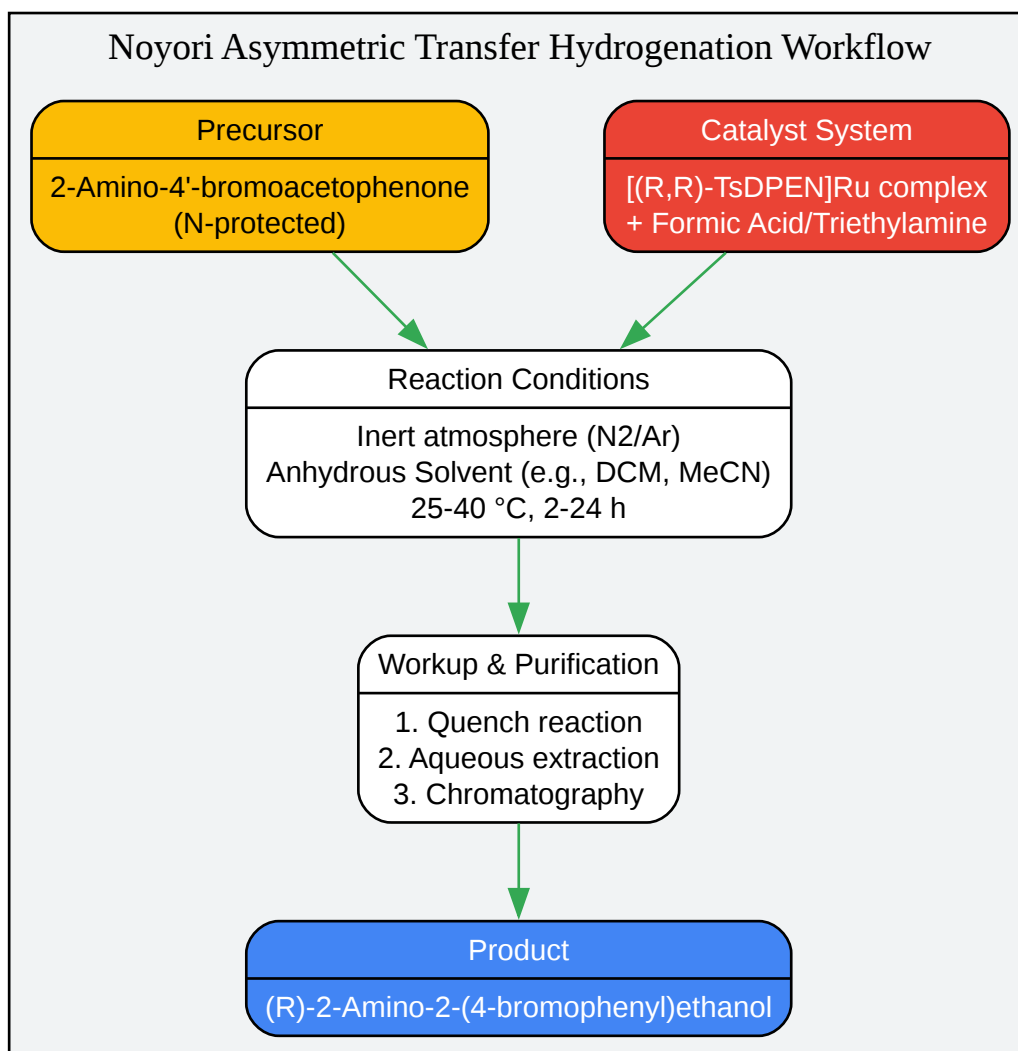 Noyori Asymmetric Transfer Hydrogenation Workflow
Precursor
2-Amino-4'-bromoacetophenone
(N-protected)
Catalyst System
[(R,R)-TsDPEN]Ru complex
+ Formic Acid/Triethylamine
Reaction Conditions
Inert atmosphere (N2/Ar)
Anhydrous Solvent (e.g., DCM, MeCN)
25-40 °C, 2-24 h
Workup & Purification
1. Quench reaction
2. Aqueous extraction
3. Chromatography
Product
(R)-2-Amino-2-(4-bromophenyl)ethanol